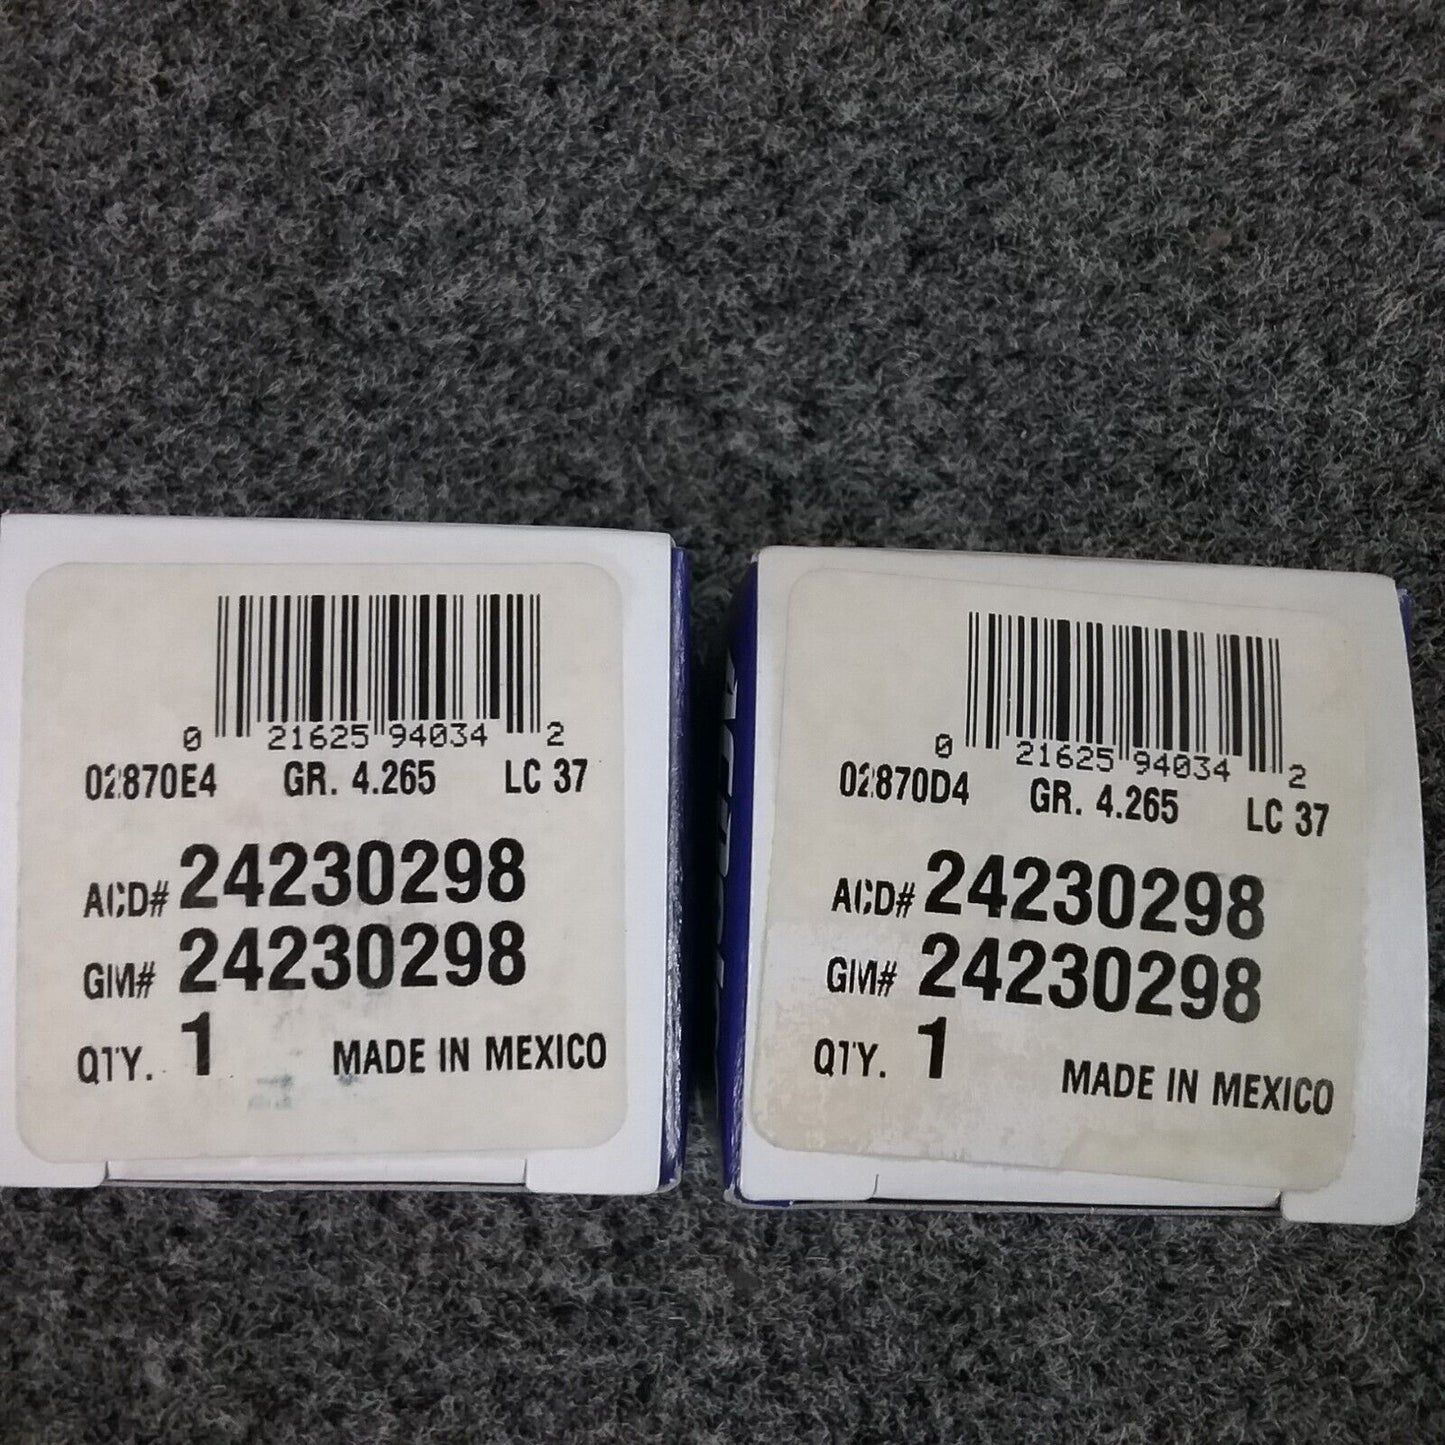 0 21625 94034 2
02870E4 GR. 4.265 LC 37
ACD# 24230298
GM# 24230298
QTY. 1 MADE IN MEXICO
0 21625 94034 2
02870D4 GR. 4.265 LC 37
ACD# 24230298
GM# 24230298
QTY. 1 MADE IN MEXICO